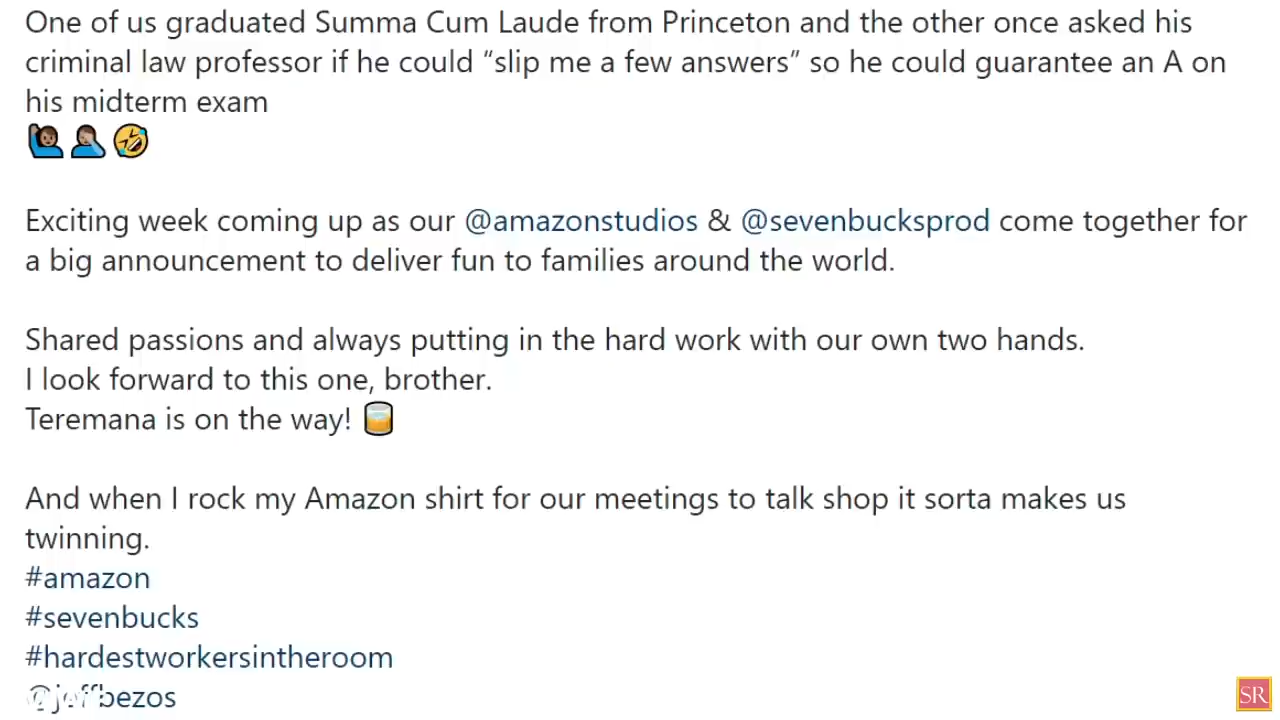 One of us graduated Summa Cum Laude from Princeton and the other once asked his
criminal law professor if he could “slip me a few answers” so he could guarantee an A on
his midterm exam
🙋🏽‍♂️🤦🏽‍♂️🤣
Exciting week coming up as our @amazonstudios & @sevenbucksprod come together for
a big announcement to deliver fun to families around the world.
Shared passions and always putting in the hard work with our own two hands.
I look forward to this one, brother.
Teremana is on the way! 🥃
And when I rock my Amazon shirt for our meetings to talk shop it sorta makes us
twinning.
#amazon
#sevenbucks
#hardestworkersintheroom
@jeffbezos
SR